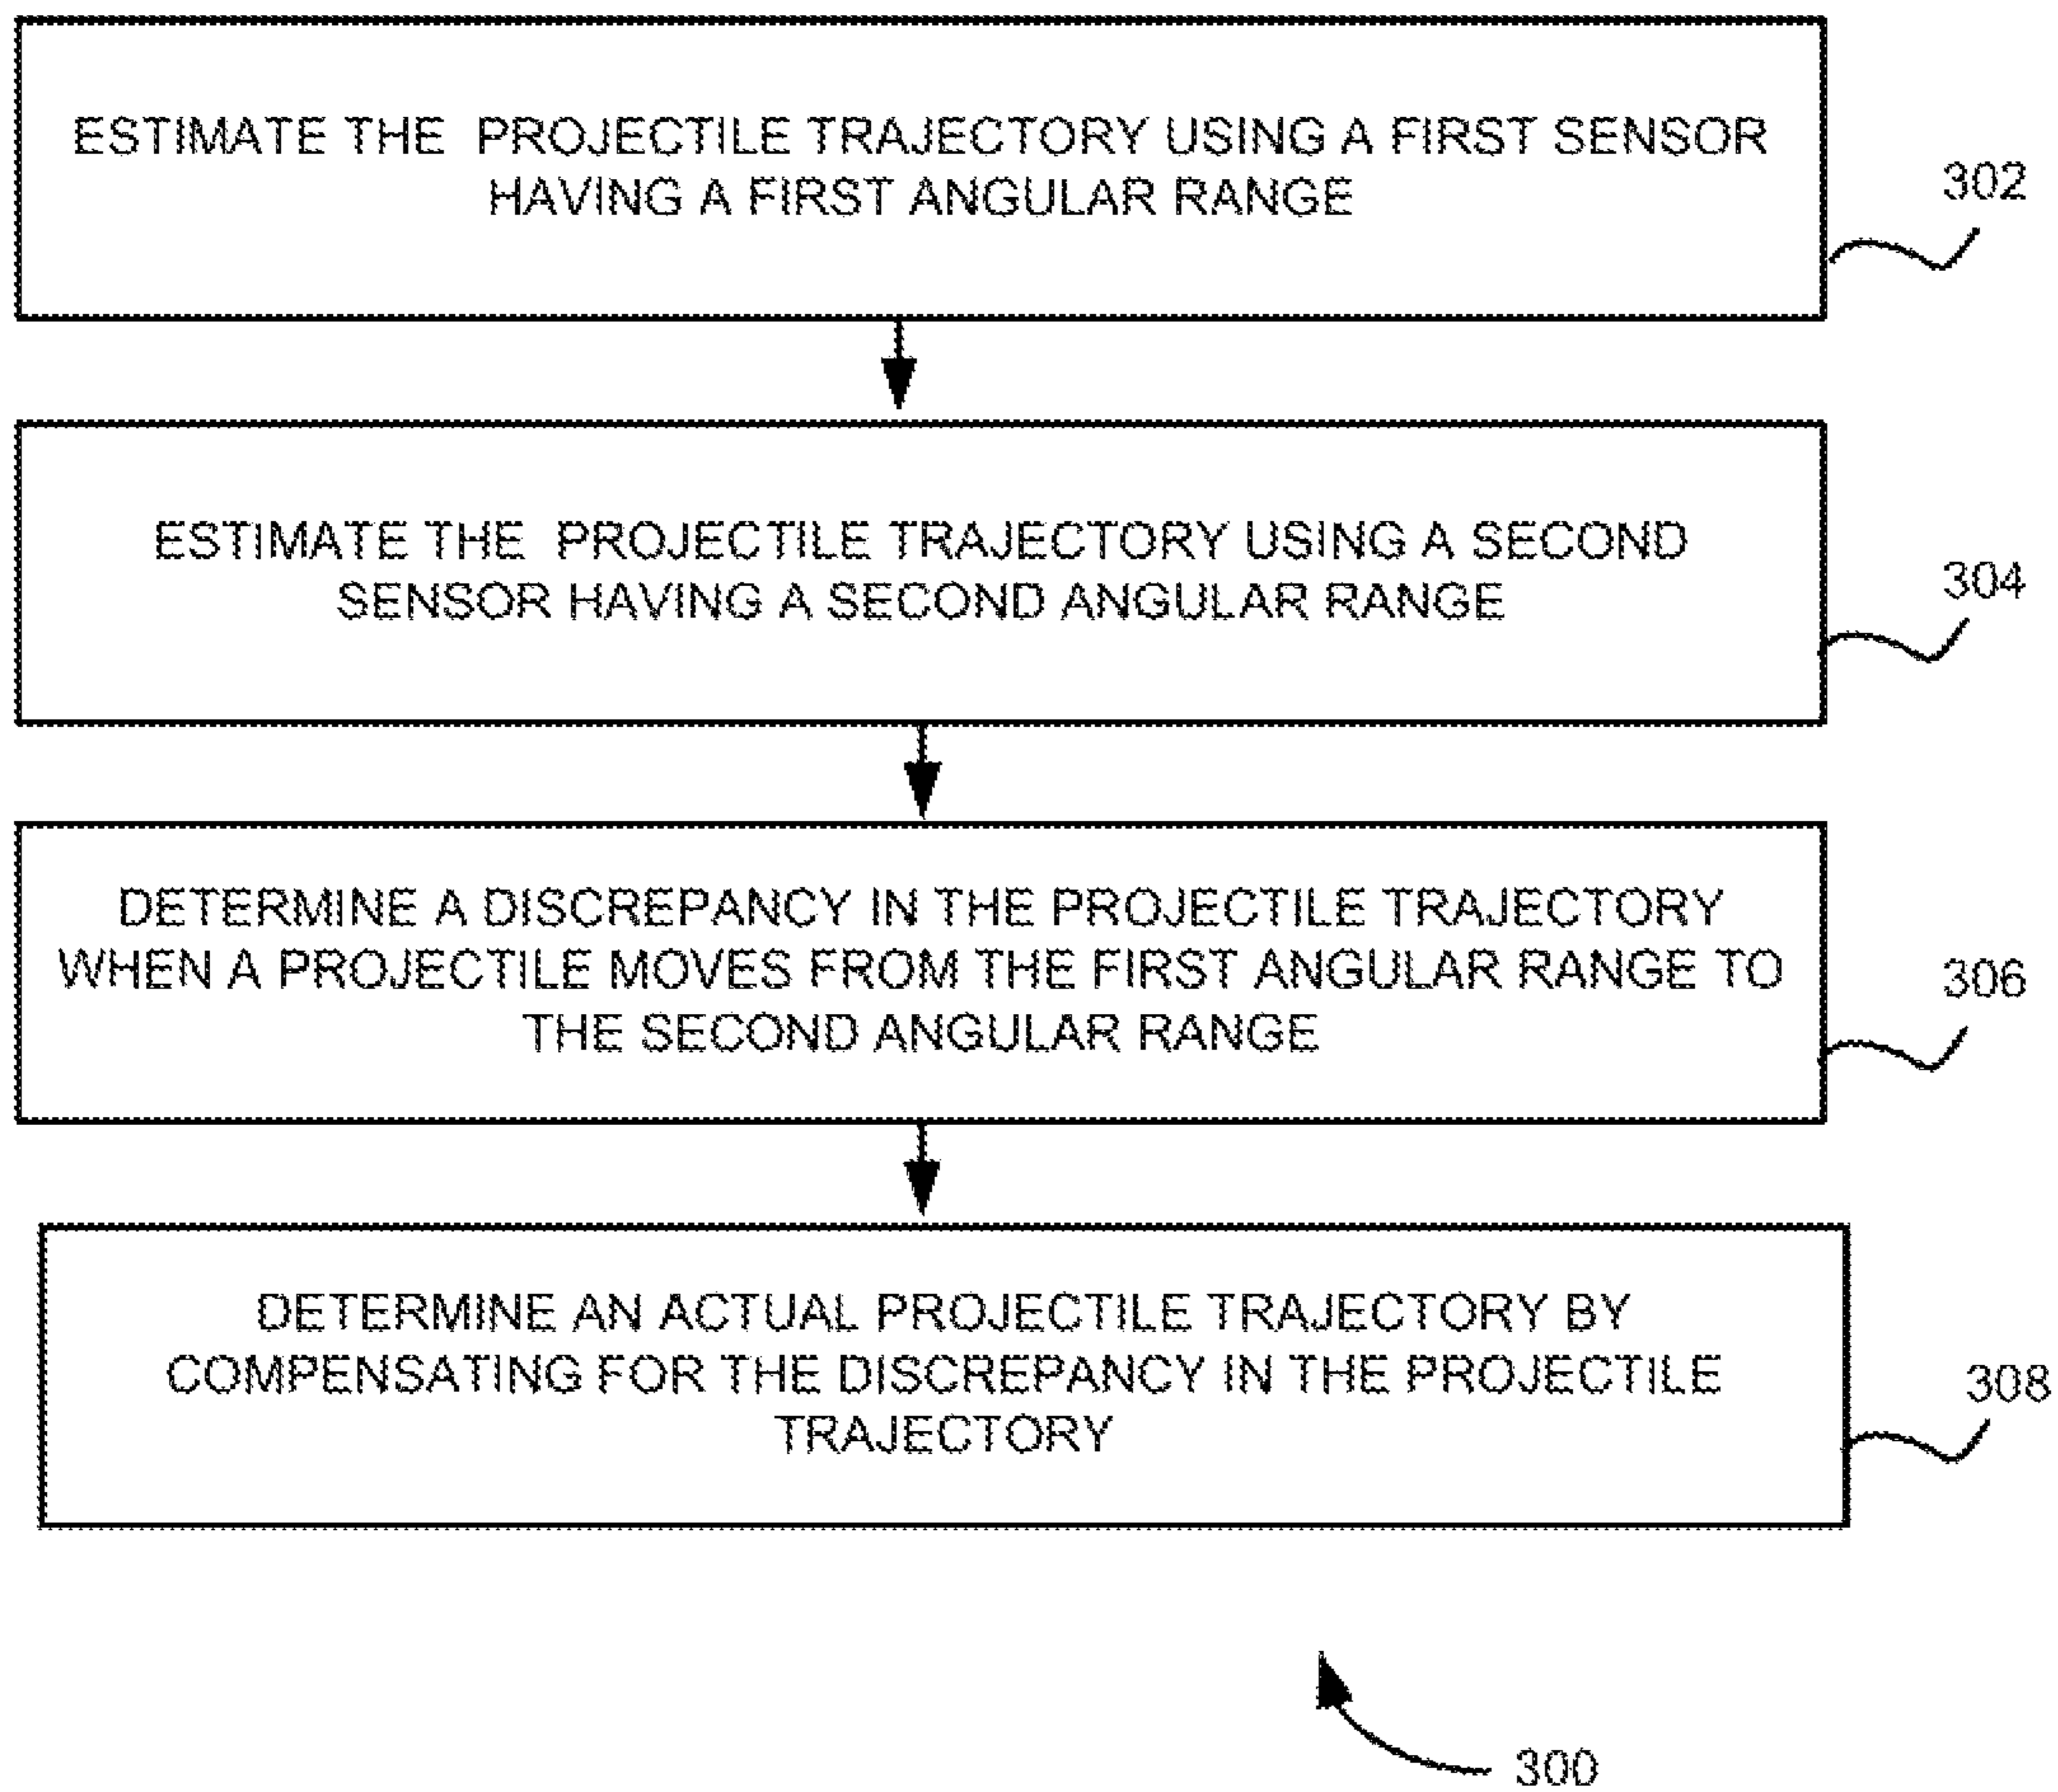 ESTIMATE THE PROJECTILE TRAJECTORY USING A FIRST SENSOR
HAVING A FIRST ANGULAR RANGE
302
ESTIMATE THE PROJECTILE TRAJECTORY USING A SECOND
SENSOR HAVING A SECOND ANGULAR RANGE
304
DETERMINE A DISCREPANCY IN THE PROJECTILE TRAJECTORY
WHEN A PROJECTILE MOVES FROM THE FIRST ANGULAR RANGE TO
THE SECOND ANGULAR RANGE
306
DETERMINE AN ACTUAL PROJECTILE TRAJECTORY BY
COMPENSATING FOR THE DISCREPANCY IN THE PROJECTILE
TRAJECTORY
308
300